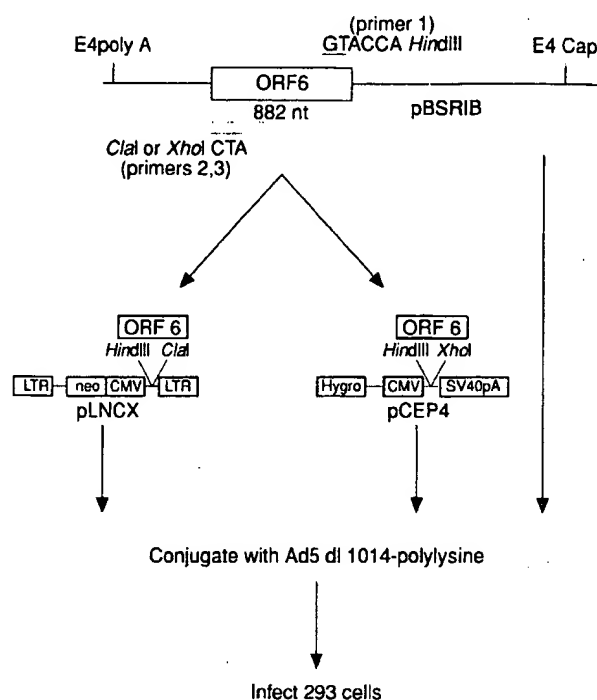 (primer 1)
E4poly A
GTACCA HindIII
E4 Cap
ORF6
882 nt
pBSRIB
ClaI or XhoI CTA
(primers 2,3)
ORF 6
HindIII ClaI
LTR neo CMV LTR
pLNCX
ORF 6
HindIII XhoI
Hygro CMV SV40pA
pCEP4
Conjugate with Ad5 dl 1014-polylysine
Infect 293 cells